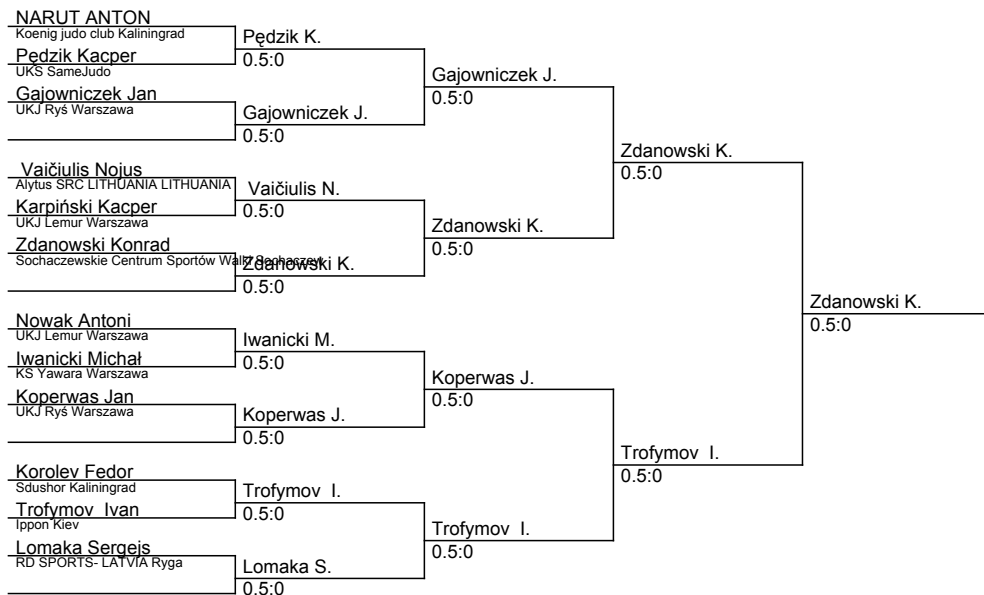 NARUT ANTON
Koenig judo club Kaliningrad
Pędzik Kacper
UKS SameJudo
Gajowniczek Jan
UKJ Ryś Warszawa
Vaičiulis Nojus
Alytus SRC LITHUANIA LITHUANIA
Karpiński Kacper
UKJ Lemur Warszawa
Zdanowski Konrad
Sochaczewskie Centrum Sportów Walki Sochaczew
Nowak Antoni
UKJ Lemur Warszawa
Iwanicki Michał
KS Yawara Warszawa
Koperwas Jan
UKJ Ryś Warszawa
Korolev Fedor
Sdushor Kaliningrad
Trofymov Ivan
Ippon Kiev
Lomaka Sergejs
RD SPORTS- LATVIA Ryga
Pędzik K.
0.5:0
Gajowniczek J.
0.5:0
Vaičiulis N.
0.5:0
Zdanowski K.
0.5:0
Iwanicki M.
0.5:0
Koperwas J.
0.5:0
Trofymov I.
0.5:0
Lomaka S.
0.5:0
Gajowniczek J.
0.5:0
Zdanowski K.
0.5:0
Koperwas J.
0.5:0
Trofymov I.
0.5:0
Zdanowski K.
0.5:0
Trofymov I.
0.5:0
Zdanowski K.
0.5:0